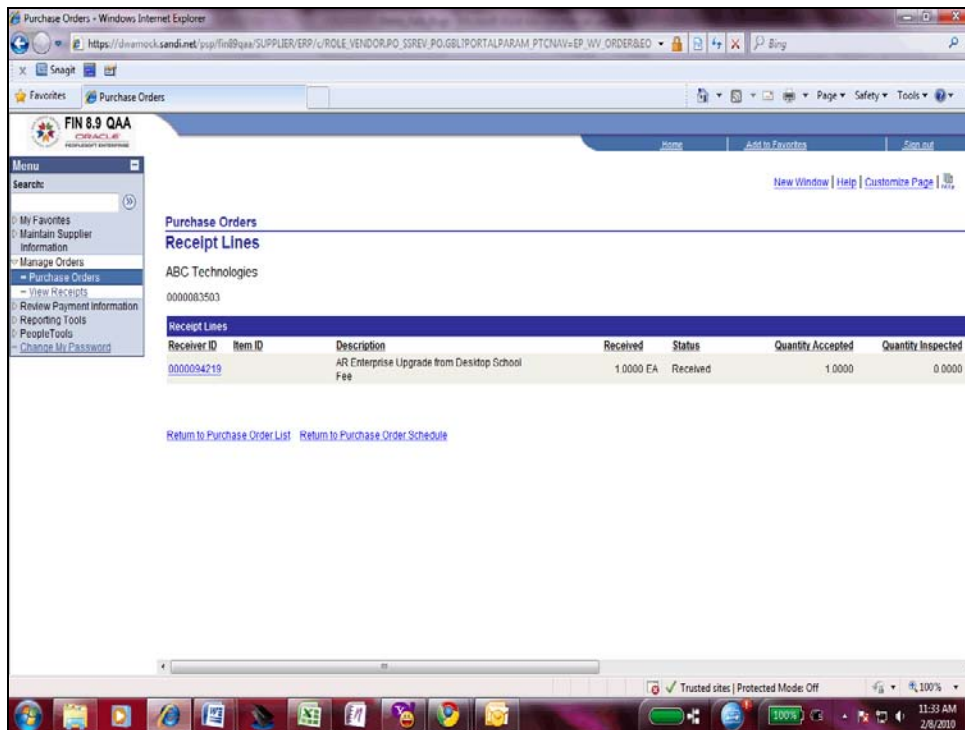 Purchase Orders - Windows Internet Explorer
Bing
x Snagit
Favorites Purchase Orders Page Safety Tools
FIN 8.9 QAA
ORACLE
PEOPLESOFT ENTERPRISE
Home Add to Favorites Sign out
Menu
New Window | Help | Customize Page |
Search:
My Favorites
Maintain Supplier
Information
Manage Orders
- Purchase Orders
- View Receipts
Review Payment Information
Reporting Tools
PeopleTools
- Change My Password
Purchase Orders
Receipt Lines
ABC Technologies
0000083503
Receipt Lines
Receiver ID Item ID Description Received Status Quantity Accepted Quantity Inspected
0000094219 AR Enterprise Upgrade from Desktop School Fee 1.0000 EA Received 1.0000 0.0000
Return to Purchase Order List Return to Purchase Order Schedule
Trusted sites | Protected Mode: Off 100%
100% 11:33 AM
2/8/2010